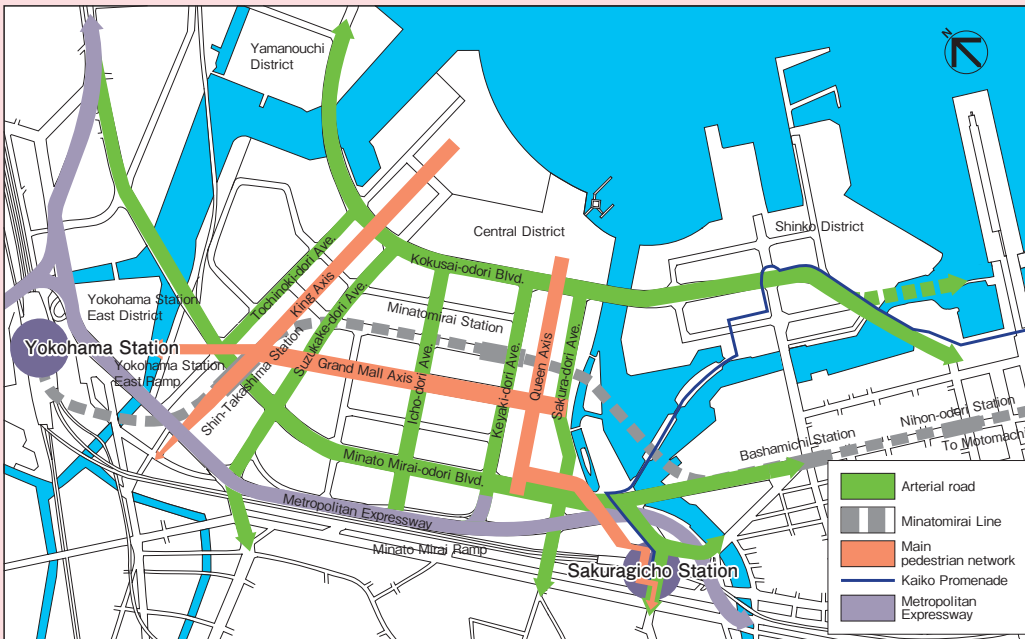 Yamanouchi
District
N
Central District
Shinko District
Kokusai-odori Blvd.
Tochinoki-dori Ave.
King Axis
Suzukake-dori Ave.
Yokohama Station
East District
Yokohama Station
Yokohama Station
East Ramp
Shin-Takashima Station
Minatomirai Station
Grand Mall Axis
Icho-dori Ave.
Keyaki-dori Ave.
Queen Axis
Sakura-dori Ave.
Minato Mirai-odori Blvd.
Metropolitan Expressway
Minato Mirai Ramp
Sakuragicho Station
Bashamichi Station
Nihon-odori Station
To Motomachi
Arterial road
Minatomirai Line
Main
pedestrian network
Kaiko Promenade
Metropolitan
Expressway